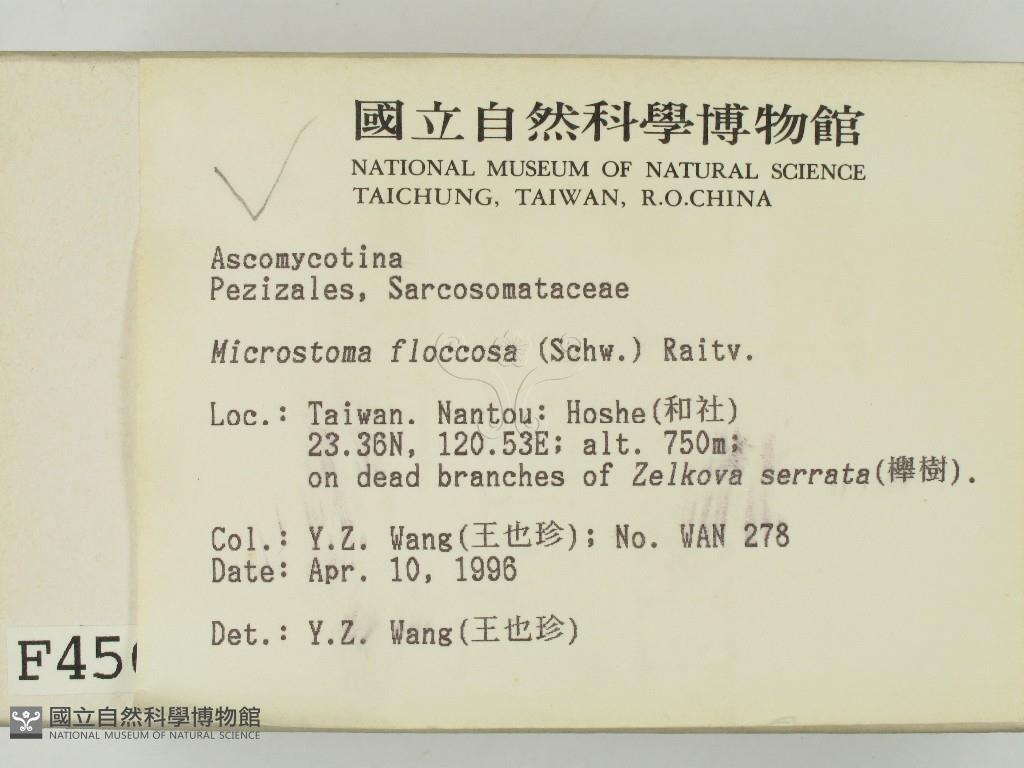 國立自然科學博物館
NATIONAL MUSEUM OF NATURAL SCIENCE
TAICHUNG, TAIWAN, R.O.CHINA
Ascomycotina
Pezizales, Sarcosomataceae
Microstoma floccosa (Schw.) Raitv.
Loc.: Taiwan. Nantou: Hoshe(和社)
23.36N, 120.53E; alt. 750m;
on dead branches of Zelkova serrata(櫸樹).
Col.: Y.Z. Wang(王也珍); No. WAN 278
Date: Apr. 10, 1996
Det.: Y.Z. Wang(王也珍)
F45
國立自然科學博物館
NATIONAL MUSEUM OF NATURAL SCIENCE